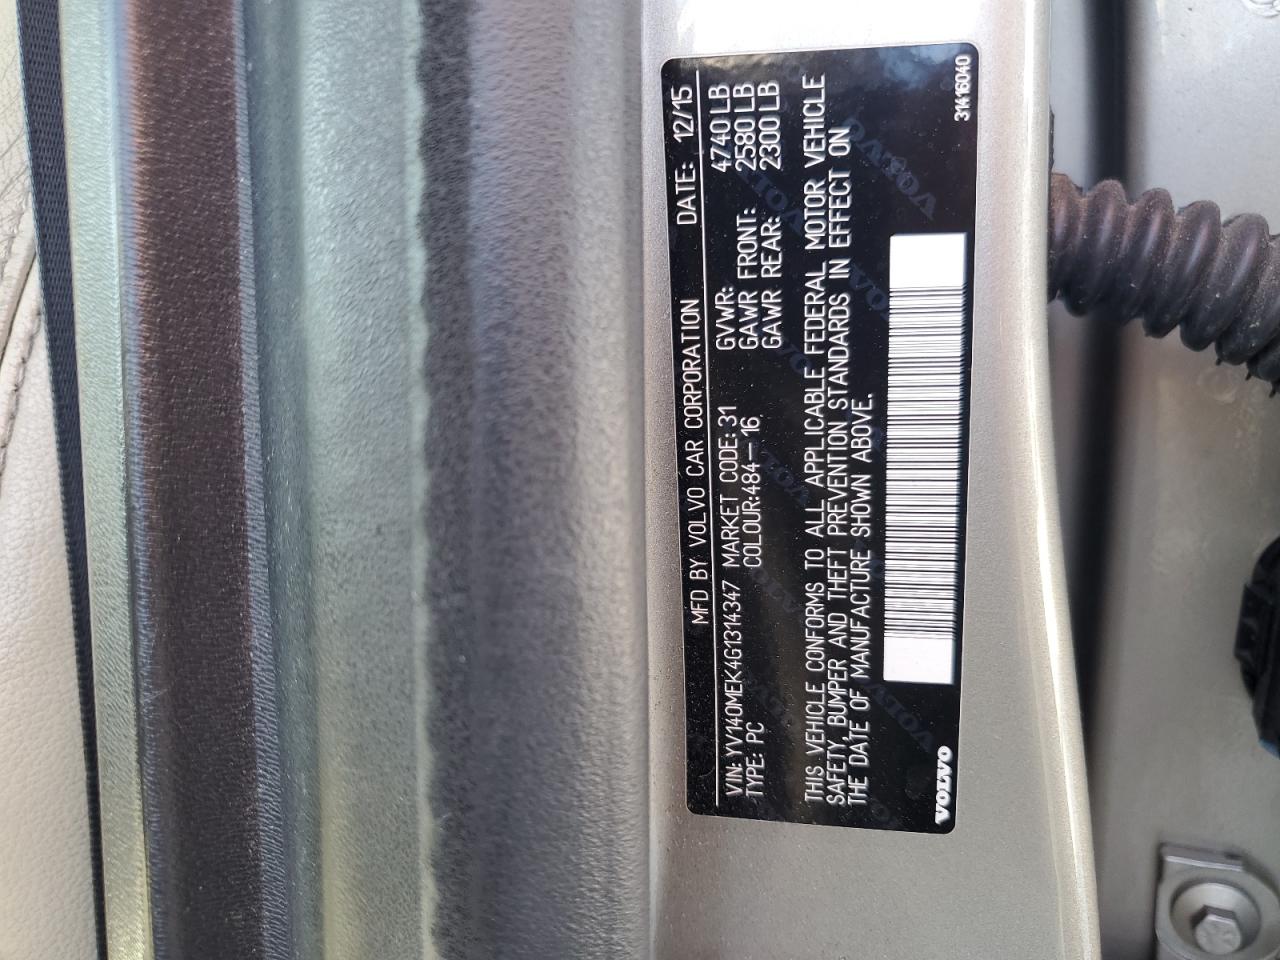 MFD BY VOLVO CAR CORPORATION DATE: 12/15
VIN: YV140MEK4G1314347 MARKET CODE: 31 GVWR: 4740 LB
TYPE: PC COLOUR:484-16 GAWR FRONT: 2580 LB
GAWR REAR: 2300 LB
THIS VEHICLE CONFORMS TO ALL APPLICABLE FEDERAL MOTOR VEHICLE
SAFETY, BUMPER AND THEFT PREVENTION STANDARDS IN EFFECT ON
THE DATE OF MANUFACTURE SHOWN ABOVE.
VOLVO 31416040